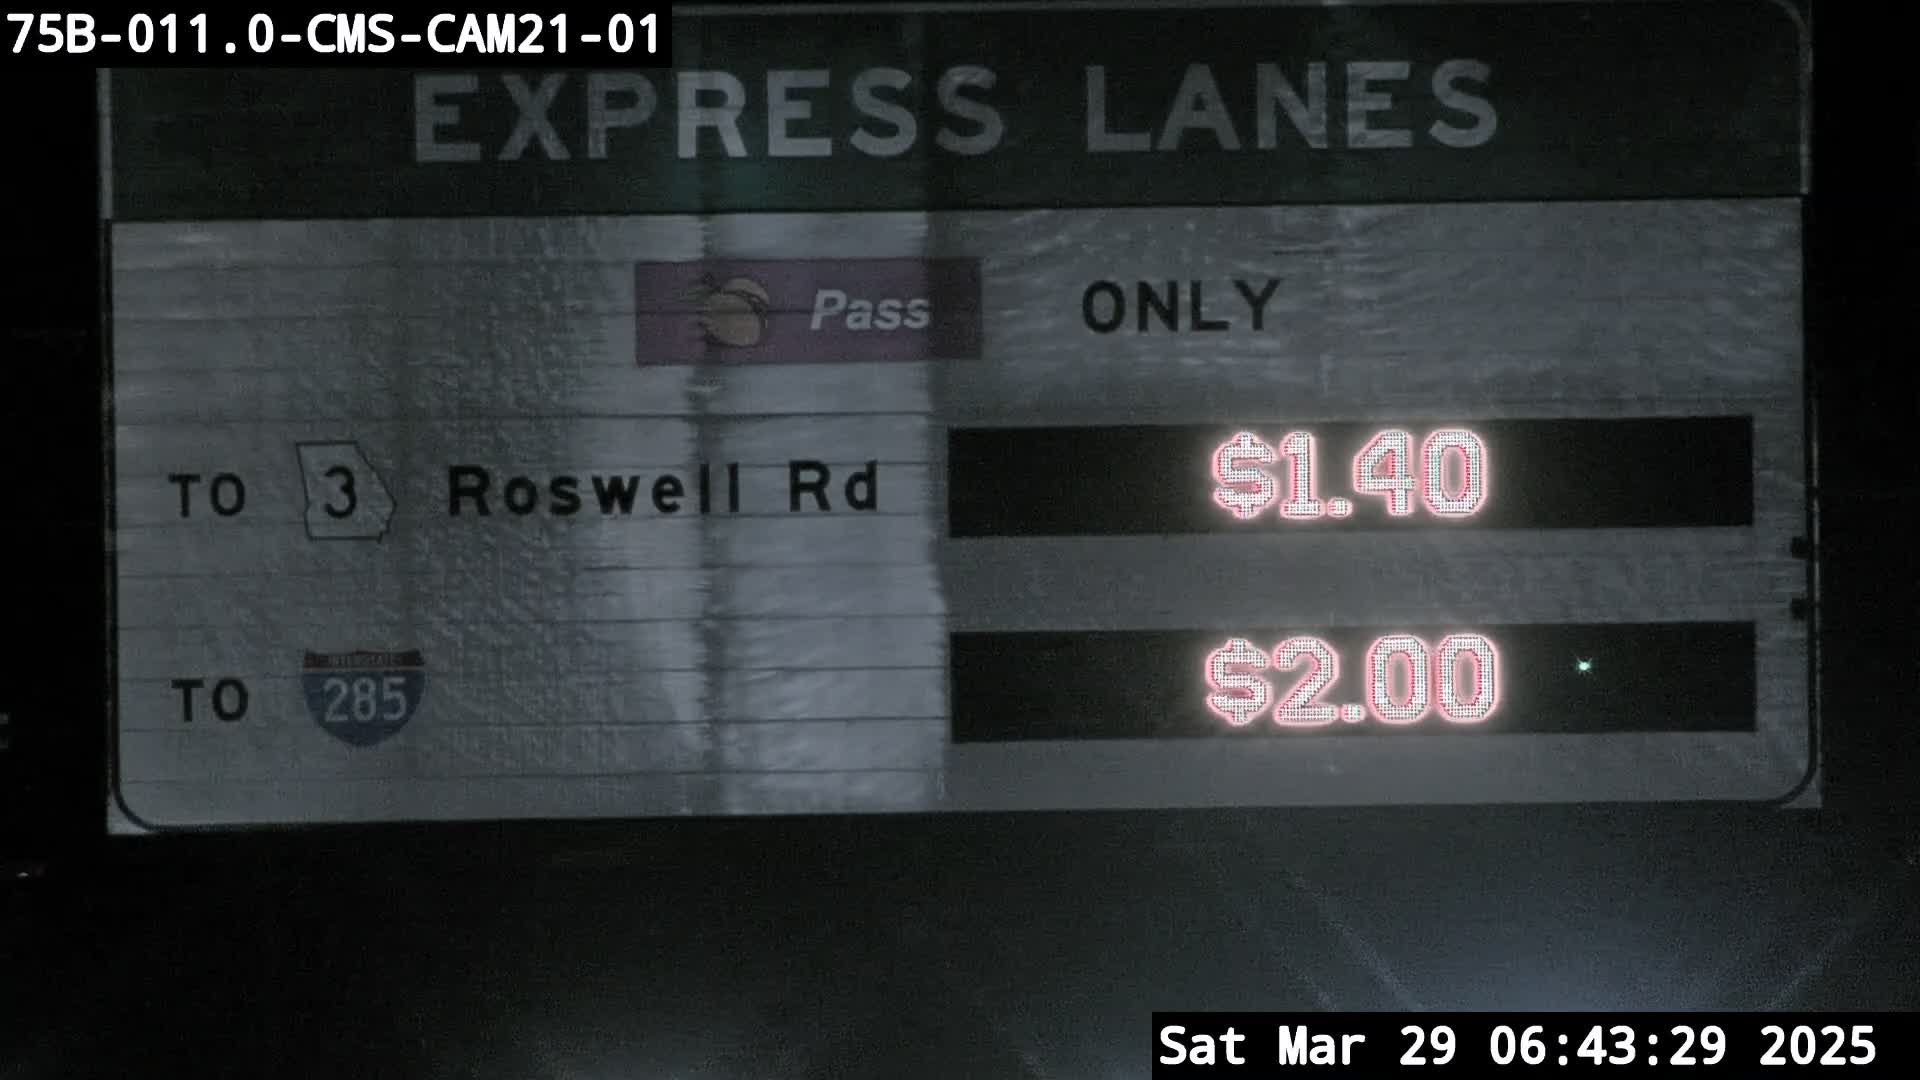 75B-011.0-CMS-CAM21-01
EXPRESS LANES
Pass ONLY
TO 3 Roswell Rd $1.40
TO INTERSTATE 285 $2.00
Sat Mar 29 06:43:29 2025